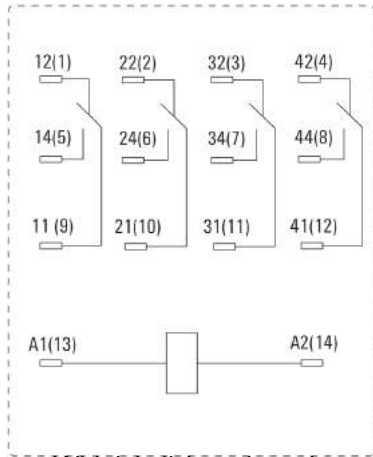 12(1) 22(2) 32(3) 42(4)
14(5) 24(6) 34(7) 44(8)
11 (9) 21(10) 31(11) 41(12)
A1(13) A2(14)